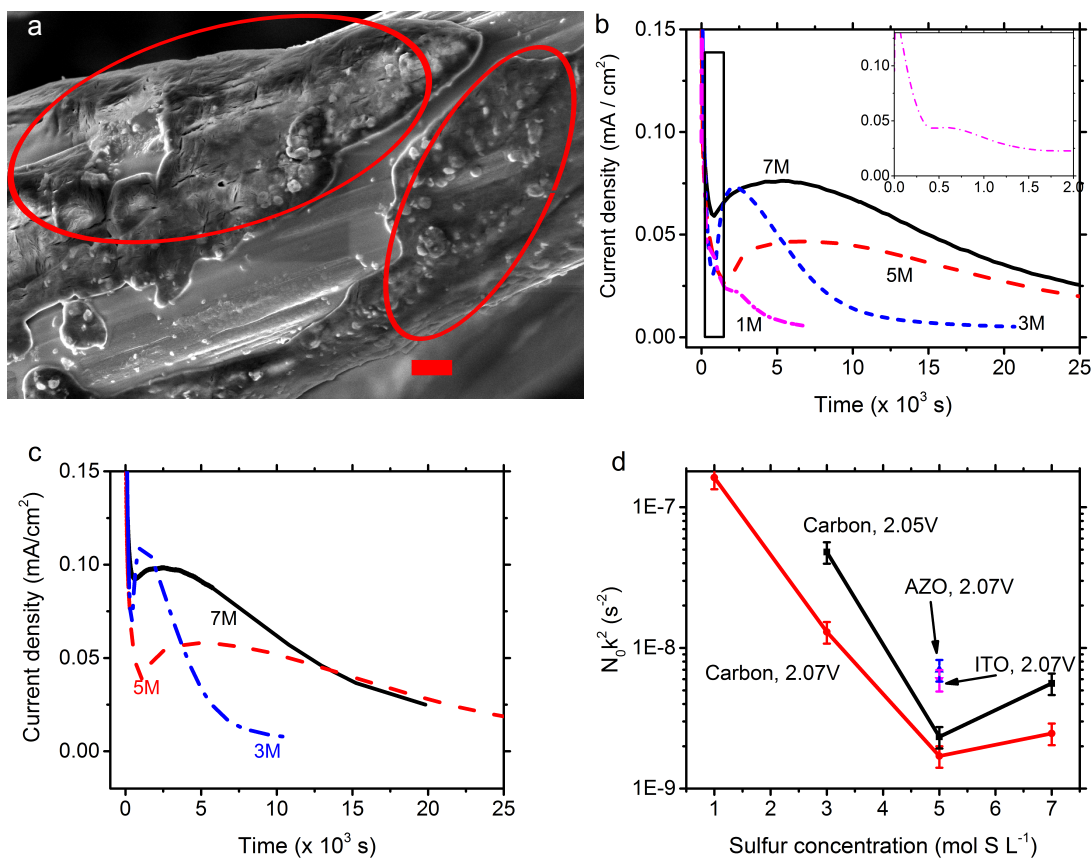 a
b
0.15
0.10
0.05
0.00
Current density (mA / cm²)
0 5 10 15 20 25
Time (x 10³ s)
7M
5M
3M
1M
0.10
0.05
0.00
0.0 0.5 1.0 1.5 2.0
c
0.15
0.10
0.05
0.00
Current density (mA/cm²)
0 5 10 15 20 25
Time (x 10³ s)
7M
5M
3M
d
1E-7
1E-8
1E-9
N₀k² (s⁻²)
1 2 3 4 5 6 7
Sulfur concentration (mol S L⁻¹)
Carbon, 2.05V
AZO, 2.07V
ITO, 2.07V
Carbon, 2.07V